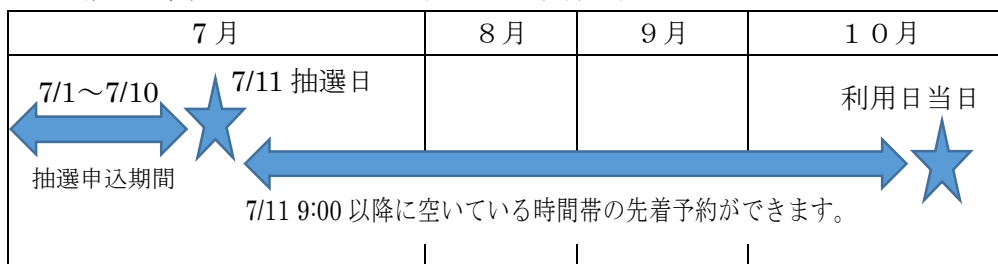 7月 8月 9月 10月
7/1～7/10 7/11 抽選日 利用日当日
抽選申込期間
7/11 9:00 以降に空いている時間帯の先着予約ができます。